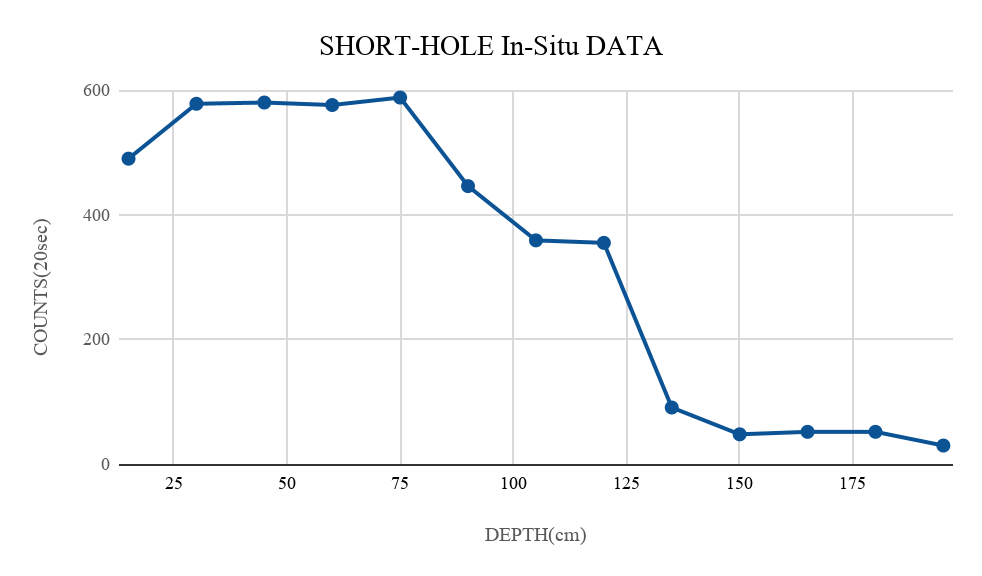 SHORT-HOLE In-Situ DATA
600
400
200
0
COUNTS(20sec)
25 50 75 100 125 150 175
DEPTH(cm)